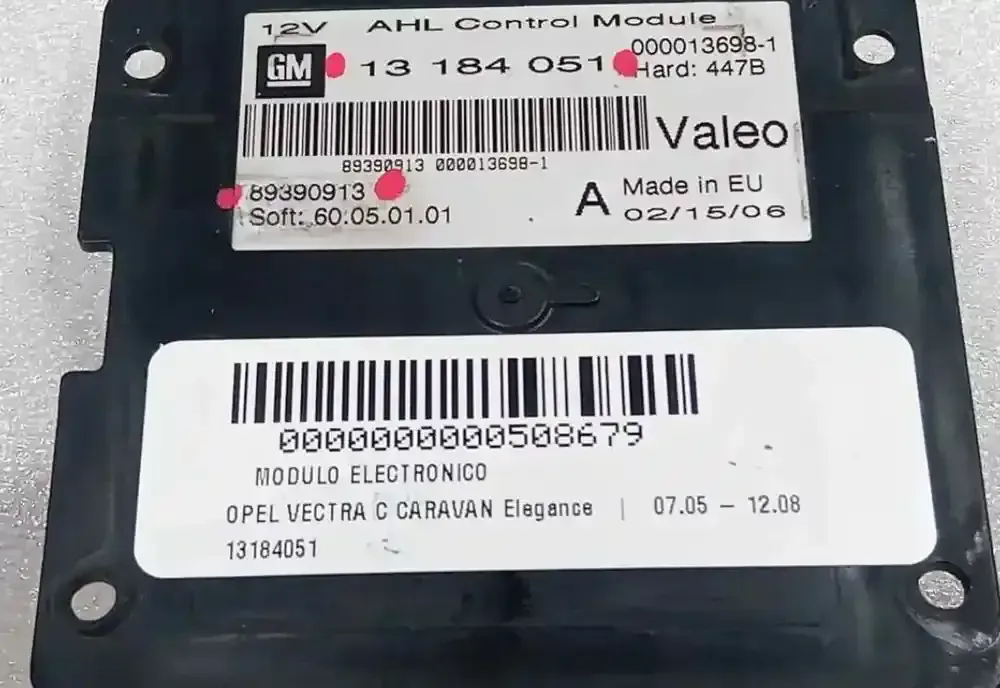 12V AHL Control Module
GM 13 184 051
000013698-1
Hard: 447B
Valeo
89390913 000013698-1
89390913
Soft: 60.05.01.01
A
Made in EU
02/15/06
0000000000508679
MODULO ELECTRONICO
OPEL VECTRA C CARAVAN Elegance | 07.05 – 12.08
13184051